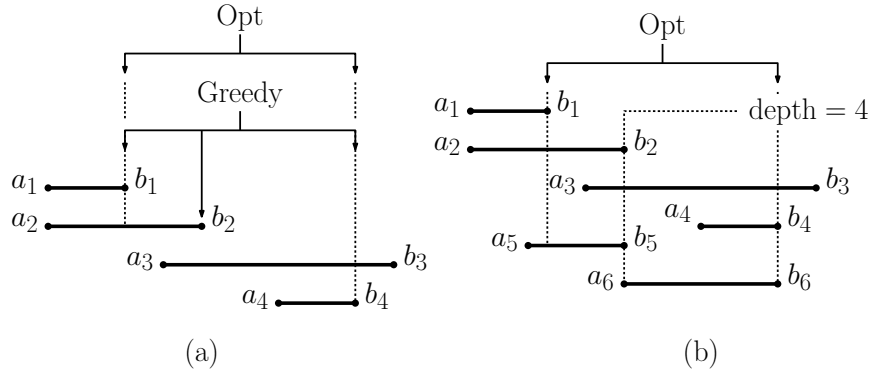 Opt
Greedy
a₁ b₁
a₂ b₂
a₃ b₃
a₄ b₄
(a)
Opt
a₁ b₁ depth = 4
a₂ b₂
a₃ b₃
a₄ b₄
a₅ b₅
a₆ b₆
(b)